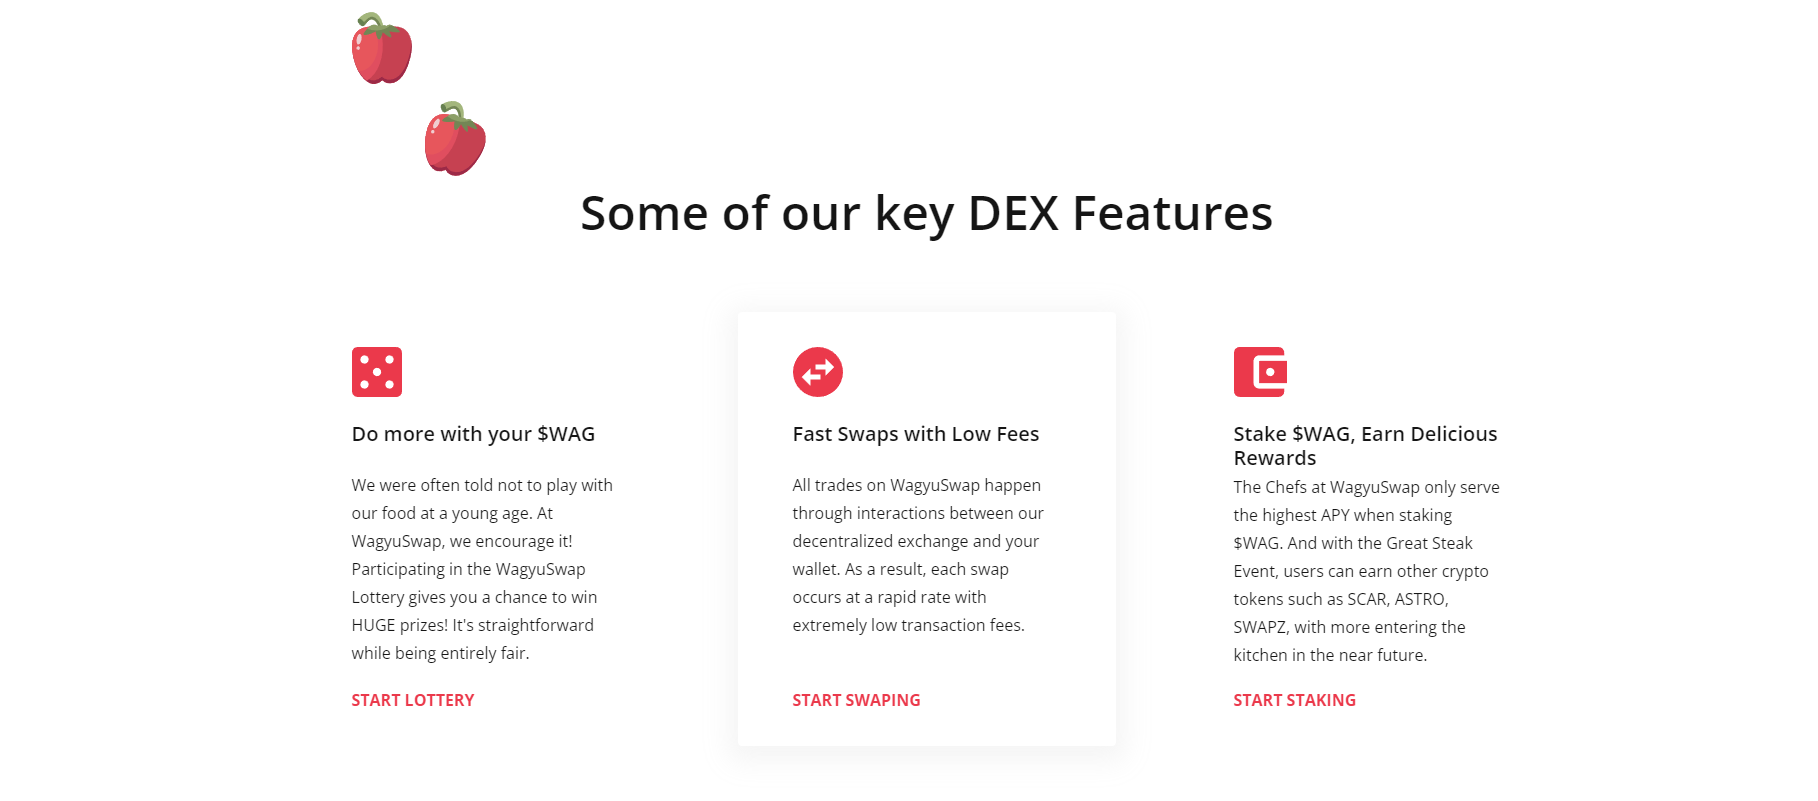 Some of our key DEX Features
Do more with your $WAG
We were often told not to play with
our food at a young age. At
WagyuSwap, we encourage it!
Participating in the WagyuSwap
Lottery gives you a chance to win
HUGE prizes! It's straightforward
while being entirely fair.
START LOTTERY
Fast Swaps with Low Fees
All trades on WagyuSwap happen
through interactions between our
decentralized exchange and your
wallet. As a result, each swap
occurs at a rapid rate with
extremely low transaction fees.
START SWAPING
Stake $WAG, Earn Delicious
Rewards
The Chefs at WagyuSwap only serve
the highest APY when staking
$WAG. And with the Great Steak
Event, users can earn other crypto
tokens such as SCAR, ASTRO,
SWAPZ, with more entering the
kitchen in the near future.
START STAKING